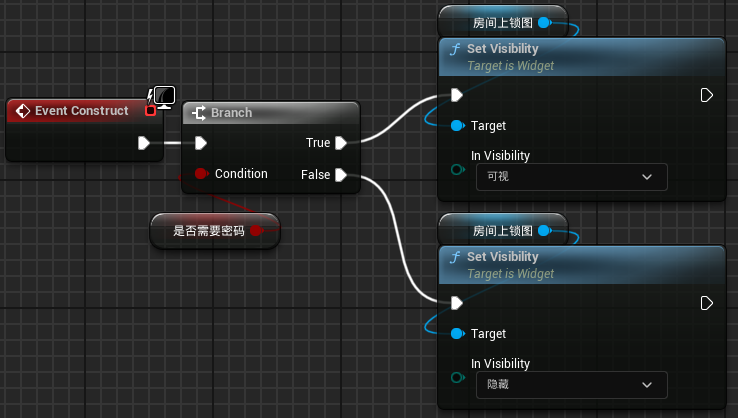 房间上锁图
Set Visibility
Target is Widget
Event Construct
Branch
True
Target
Condition
False
In Visibility
可视
是否需要密码
房间上锁图
Set Visibility
Target is Widget
Target
In Visibility
隐藏